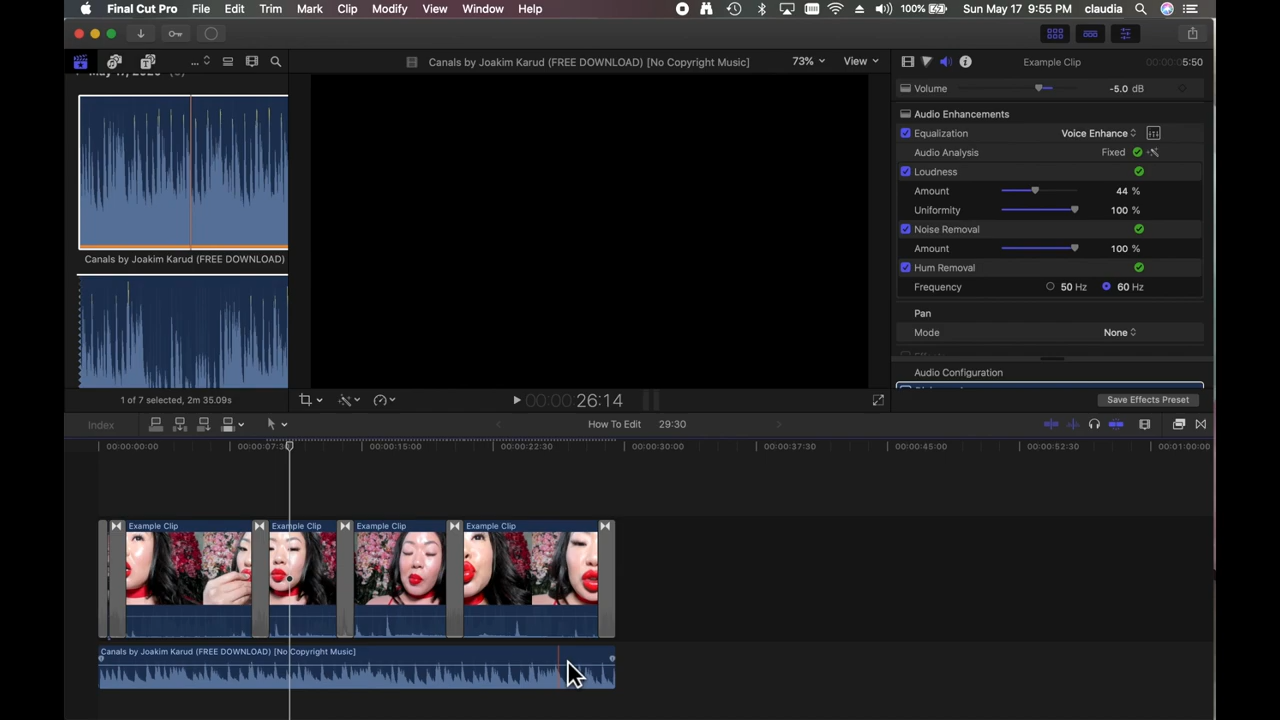 Final Cut Pro File Edit Trim Mark Clip Modify View Window Help 100% Sun May 17 9:55 PM claudia
... Canals by Joakim Karud (FREE DOWNLOAD) [No Copyright Music] 73% View Example Clip 00:00:05:50
Volume -5.0 dB
Audio Enhancements
Equalization Voice Enhance
Audio Analysis Fixed
Loudness
Amount 44 %
Uniformity 100 %
Noise Removal
Amount 100 %
Hum Removal
Frequency 50 Hz 60 Hz
Pan
Mode None
Audio Configuration
Save Effects Preset
Canals by Joakim Karud (FREE DOWNLOAD)
1 of 7 selected, 2m 35.09s
00:00:26:14
Index How To Edit 29:30
00:00:00:00 00:00:07:30 00:00:15:00 00:00:22:30 00:00:30:00 00:00:37:30 00:00:45:00 00:00:52:30 00:01:00:00
Example Clip Example Clip Example Clip Example Clip
Canals by Joakim Karud (FREE DOWNLOAD) [No Copyright Music]